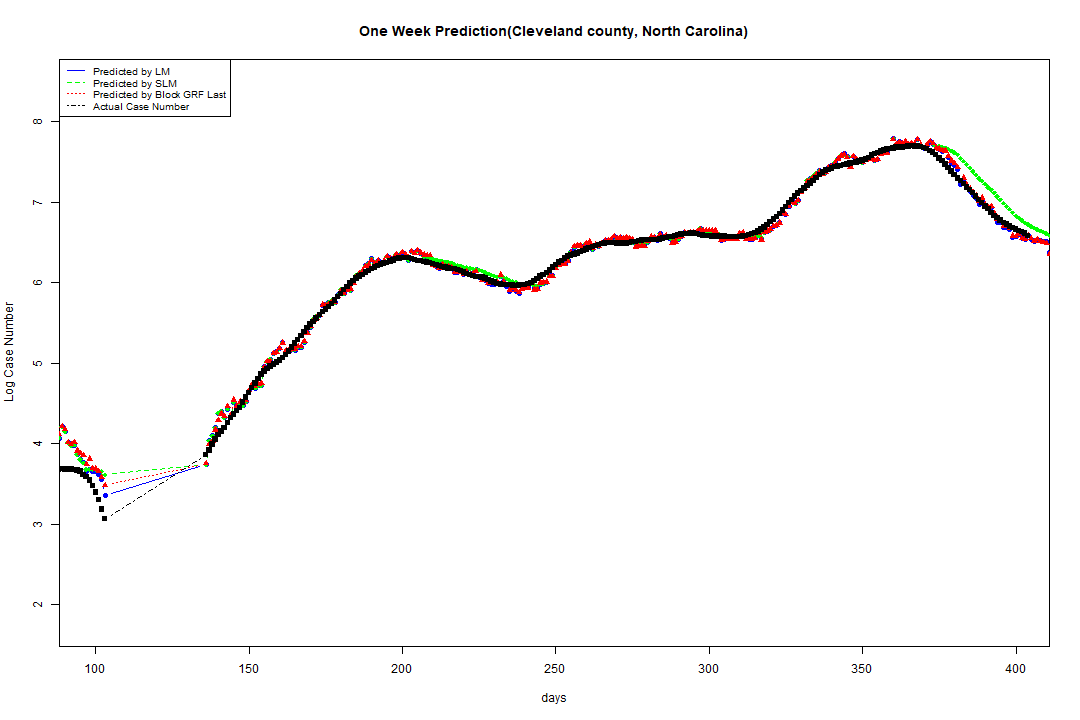 One Week Prediction(Cleveland county, North Carolina)
Predicted by LM
Predicted by SLM
Predicted by Block GRF Last
Actual Case Number
Log Case Number
8
7
6
5
4
3
2
100 150 200 250 300 350 400
days